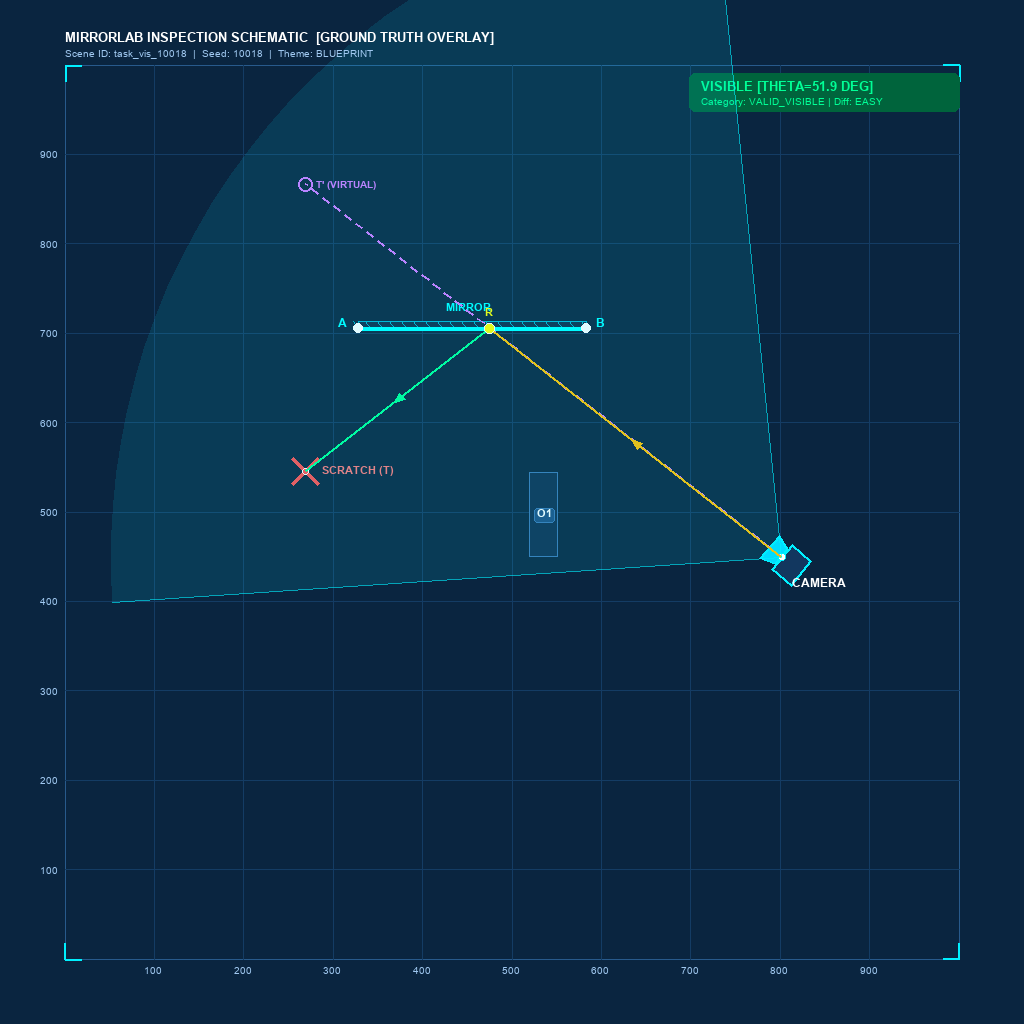 MIRRORLAB INSPECTION SCHEMATIC [GROUND TRUTH OVERLAY]
Scene ID: task_vis_10018 | Seed: 10018 | Theme: BLUEPRINT
VISIBLE [THETA=51.9 DEG]
Category: VALID_VISIBLE | Diff: EASY
900
T' (VIRTUAL)
800
MIRROR
R
A
B
700
600
SCRATCH (T)
500
O1
CAMERA
400
300
200
100
100 200 300 400 500 600 700 800 900